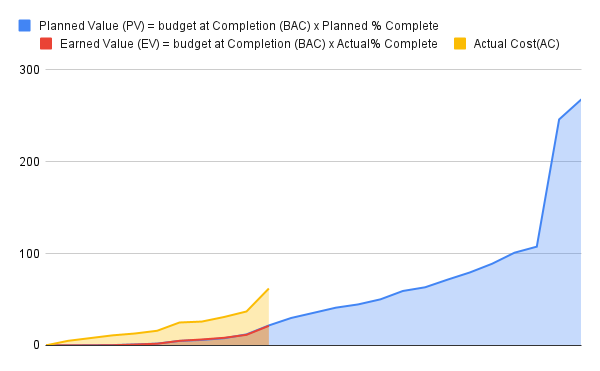 Planned Value (PV) = budget at Completion (BAC) x Planned % Complete
Earned Value (EV) = budget at Completion (BAC) x Actual% Complete Actual Cost(AC)
300
200
100
0